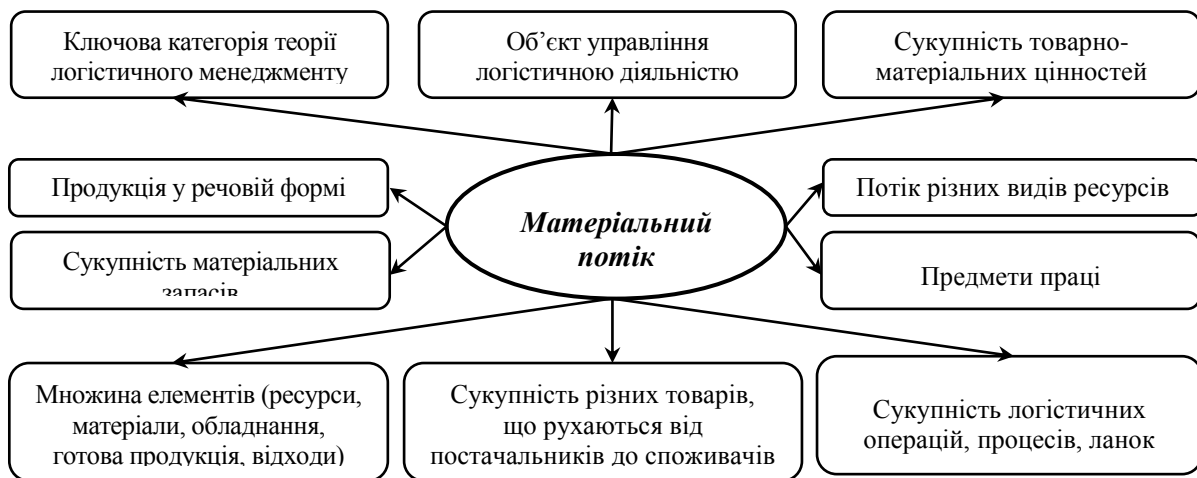 Ключова категорія теорії
логістичного менеджменту
Об’єкт управління
логістичною діяльністю
Сукупність товарно-
матеріальних цінностей
Продукція у речовій формі
Потік різних видів ресурсів
Матеріальний
потік
Сукупність матеріальних
запасів
Предмети праці
Множина елементів (ресурси,
матеріали, обладнання,
готова продукція, відходи)
Сукупність різних товарів,
що рухаються від
постачальників до споживачів
Сукупність логістичних
операцій, процесів, ланок